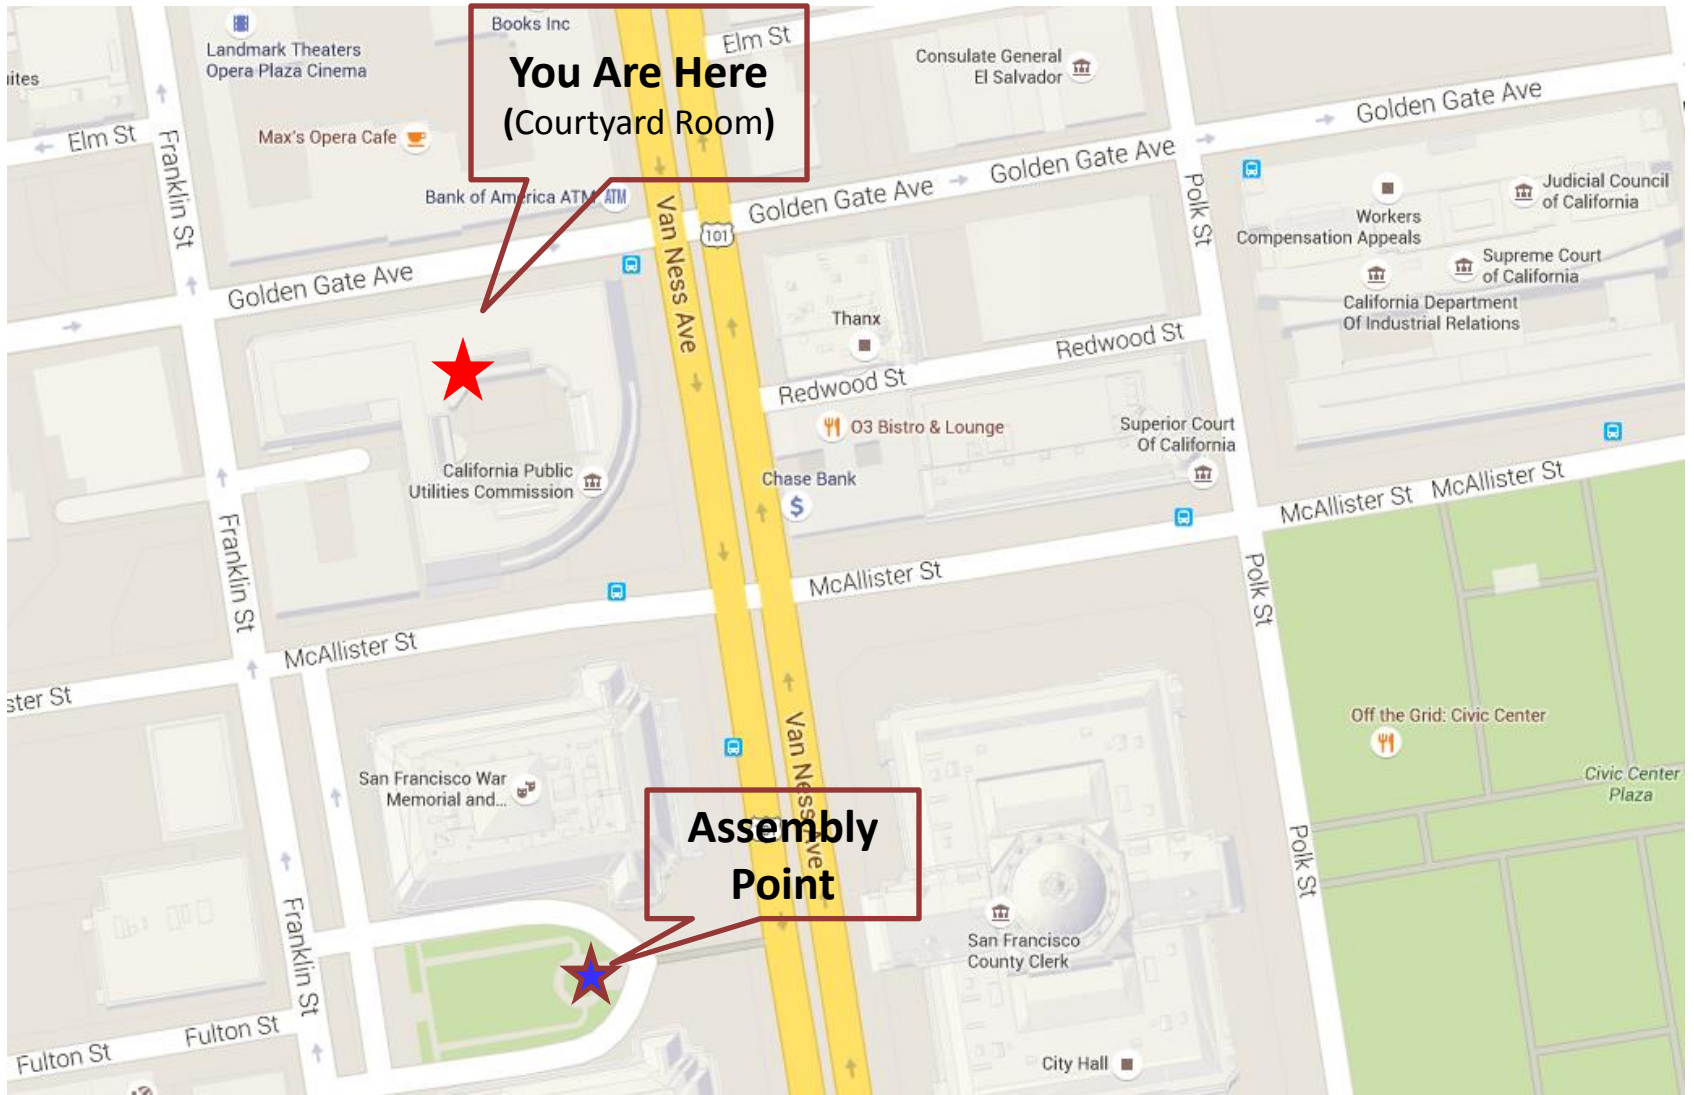 Books Inc
Landmark Theaters
Opera Plaza Cinema
You Are Here
(Courtyard Room)
Elm St
Consulate General
El Salvador
uites
Golden Gate Ave
Elm St
Max's Opera Cafe
Franklin St
Bank of America ATM
ATM
Golden Gate Ave
Golden Gate Ave
Polk St
Judicial Council
of California
Workers
Compensation Appeals
Van Ness Ave
101
Golden Gate Ave
Supreme Court
of California
California Department
Of Industrial Relations
Thanx
Redwood St
Redwood St
O3 Bistro & Lounge
Superior Court
Of California
California Public
Utilities Commission
Chase Bank
$
McAllister St
McAllister St
Franklin St
McAllister St
Polk St
McAllister St
ster St
Off the Grid: Civic Center
San Francisco War
Memorial and...
Van Ness Ave
Civic Center
Plaza
Assembly
Point
Polk St
Franklin St
San Francisco
County Clerk
Fulton St
Fulton St
City Hall